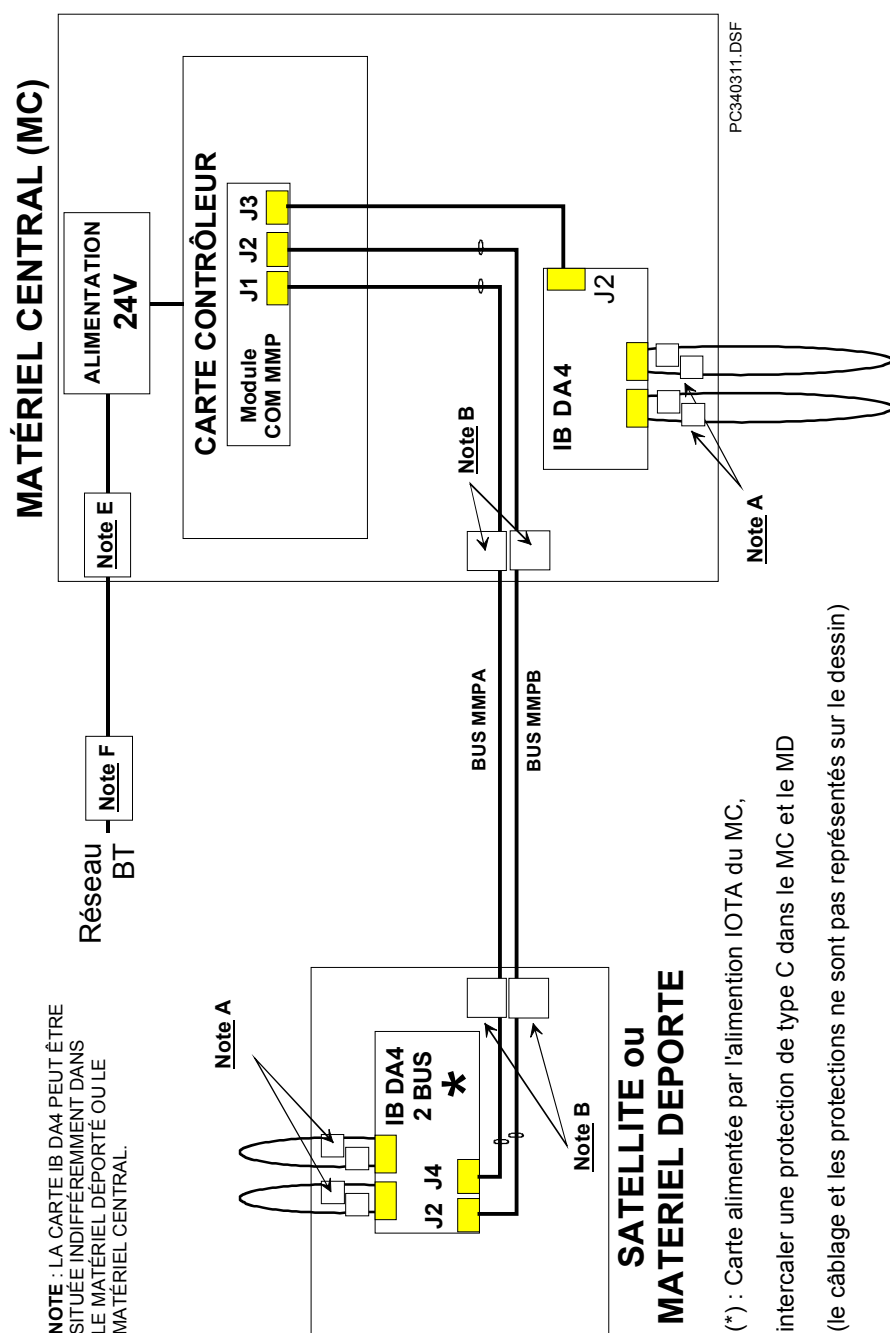 MATÉRIEL CENTRAL (MC)
ALIMENTATION
24V
CARTE CONTRÔLEUR
Module
COM MMP
J1
J2
J3
Note E
Note F
Réseau
BT
Note B
IB DA4
J2
Note A
PC340311.DSF
BUS MMPA
BUS MMPB
NOTE : LA CARTE IB DA4 PEUT ÊTRE
SITUÉE INDIFFÉREMMENT DANS
LE MATÉRIEL DÉPORTÉ OU LE
MATÉRIEL CENTRAL.
Note A
IB DA4
2 BUS
*
J2
J4
Note B
SATELLITE ou
MATERIEL DEPORTE
(*) : Carte alimentée par l'alimention IOTA du MC,
intercaler une protection de type C dans le MC et le MD
(le câblage et les protections ne sont pas représentés sur le dessin)